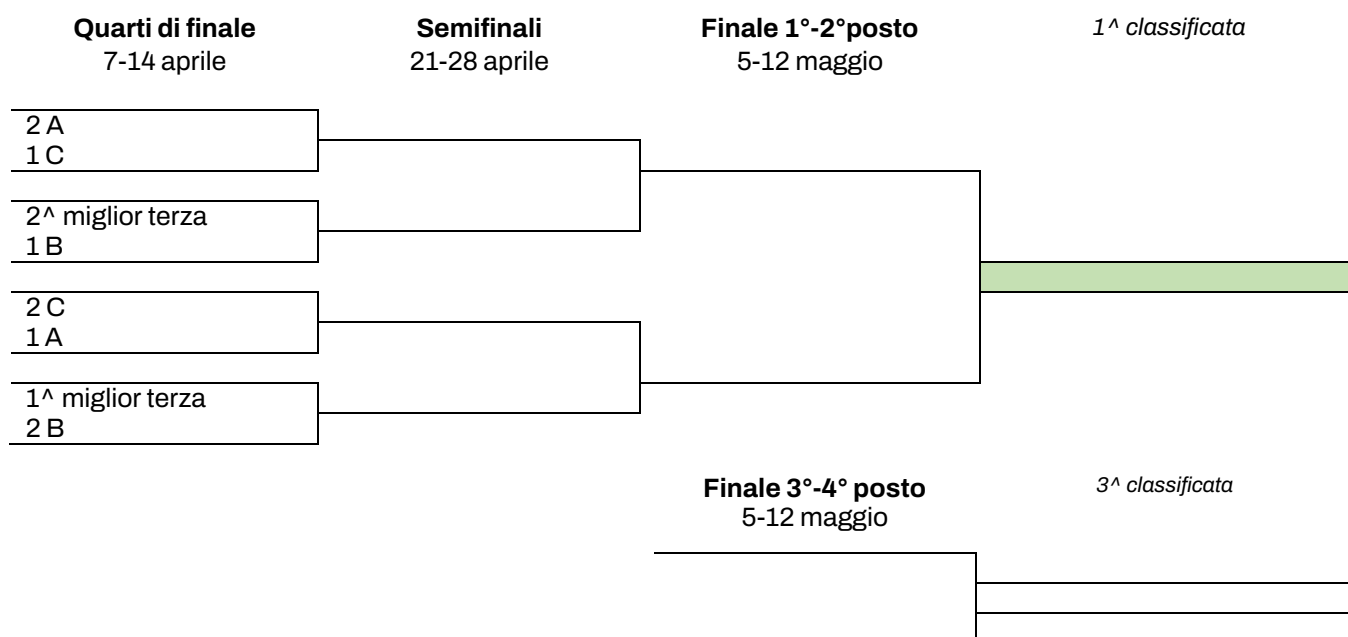 Quarti di finale
7-14 aprile
Semifinali
21-28 aprile
Finale 1°-2°posto
5-12 maggio
1^ classificata
2 A
1 C
2^ miglior terza
1 B
2 C
1 A
1^ miglior terza
2 B
Finale 3°-4° posto
5-12 maggio
3^ classificata